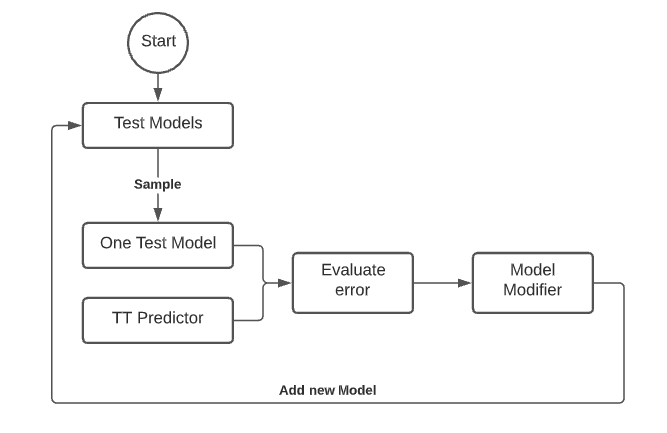 Start
Test Models
Sample
One Test Model
TT Predictor
Evaluate
error
Model
Modifier
Add new Model